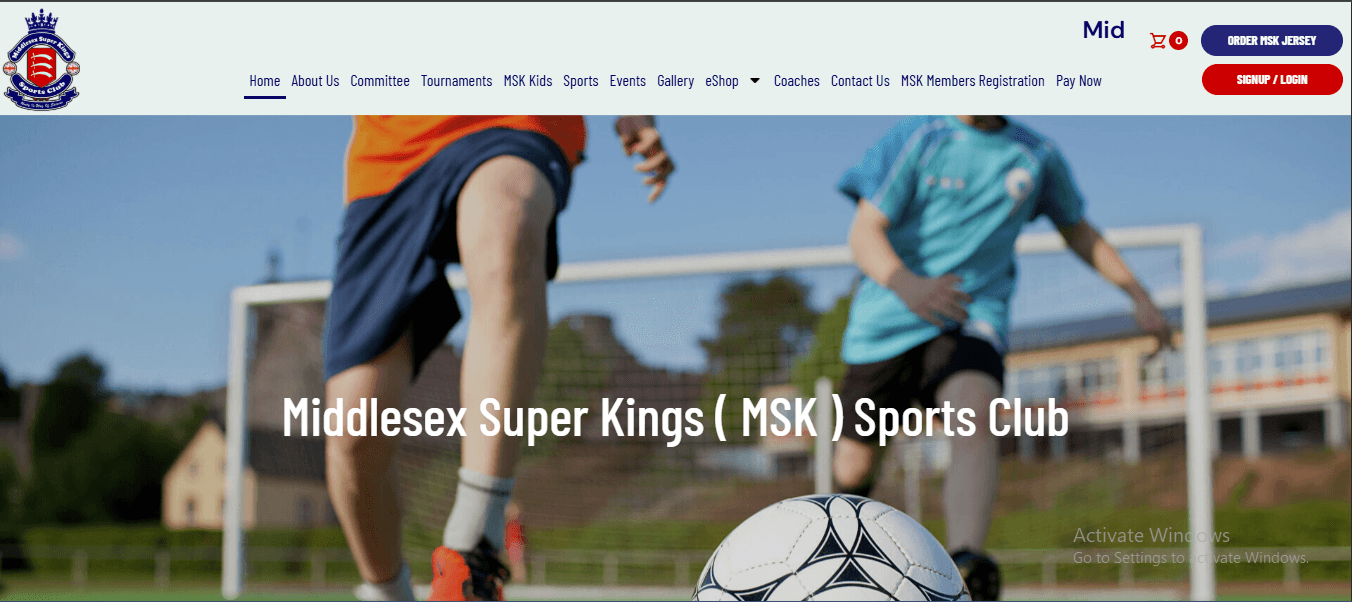 Middlesex Super Kings
Sports Club
Mid
0
ORDER MSK JERSEY
SIGNUP / LOGIN
Home About Us Committee Tournaments MSK Kids Sports Events Gallery eShop Coaches Contact Us MSK Members Registration Pay Now
Middlesex Super Kings ( MSK ) Sports Club
Activate Windows
Go to Settings to activate Windows.